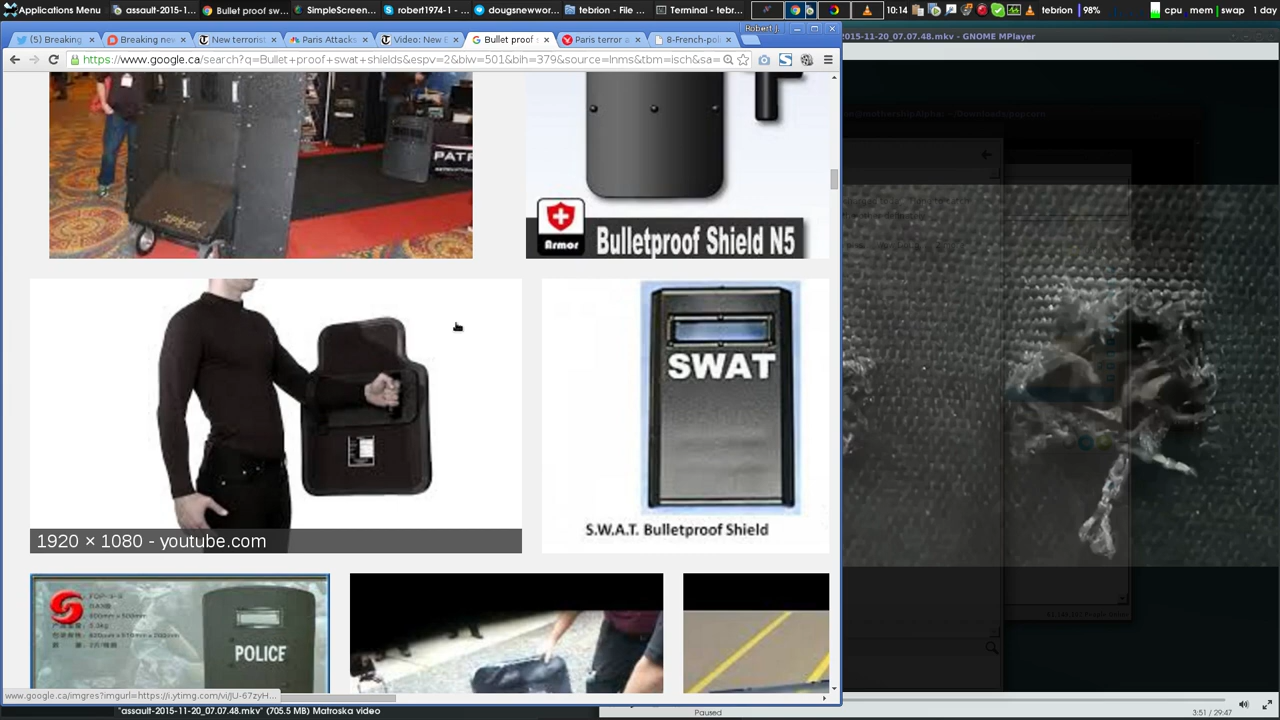 Applications Menu
assault-2015-1...
Bullet proof sw...
SimpleScreen...
robert1974-1 - ...
dougsnewwor...
tebrion - File ...
Terminal - tebr...
10:14
tebrion
98%
cpu
mem
swap
1 day
(5) Breaking
Breaking new
New terrorist
Paris Attacks
Video: New E
Bullet proof s
Paris terror a
8-French-pol
Robert J.
2015-11-20_07.07.48.mkv - GNOME MPlayer
https://www.google.ca/search?q=Bullet+proof+swat+shields&espv=2&biw=501&bih=379&source=lnms&tbm=isch&sa=
PATR
Armor
Bulletproof Shield N5
1920 × 1080 - youtube.com
SWAT
S.W.A.T. Bulletproof Shield
POLICE
www.google.ca/imgres?imgurl=https://i.ytimg.com/vi/JU-67zyH...
"assault-2015-11-20_07.07.48.mkv" (705.5 MB) Matroska video
Paused
3:51 / 29:47